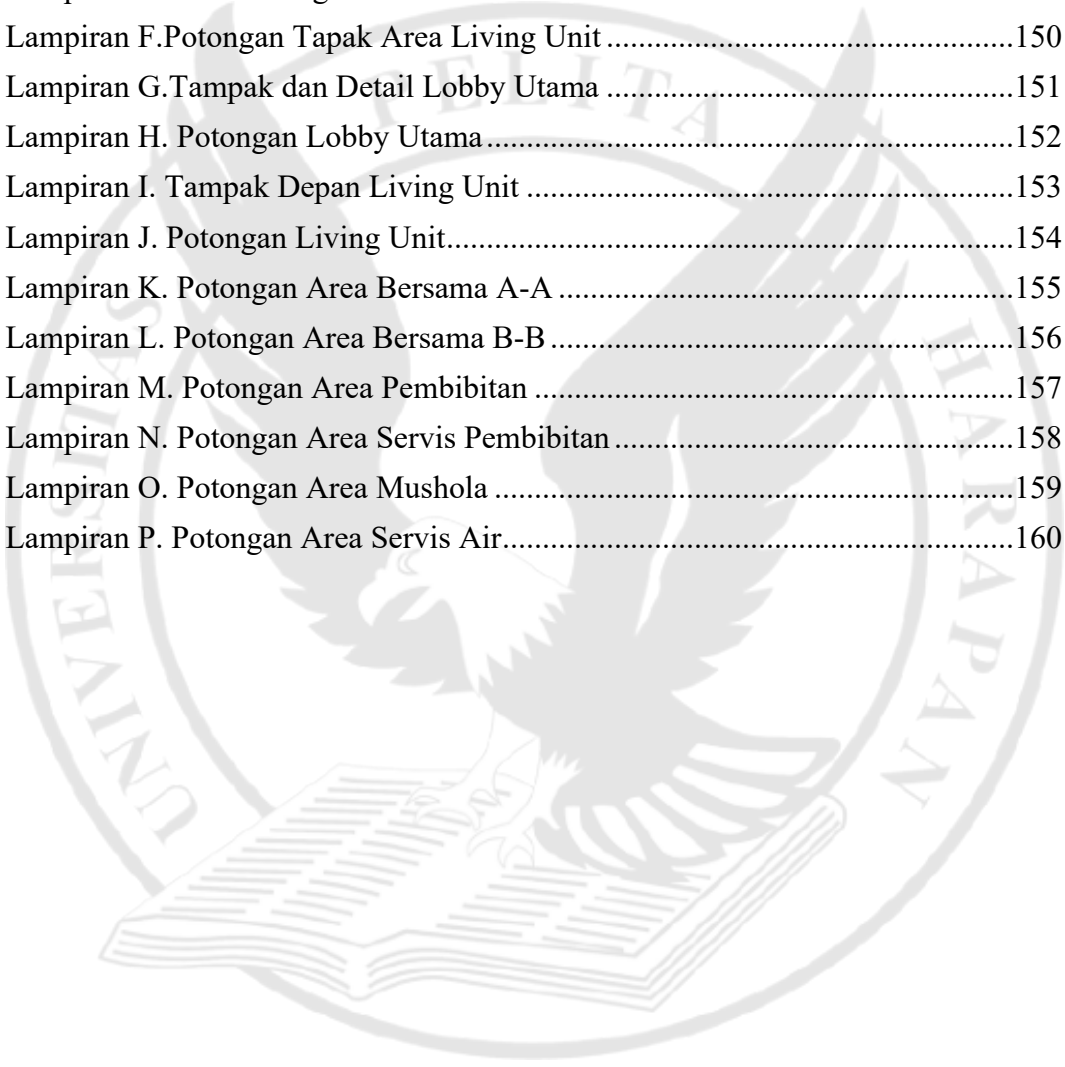 Lampiran F.Potongan Tapak Area Living Unit ......................................................150
Lampiran G.Tampak dan Detail Lobby Utama .......................................................151
Lampiran H. Potongan Lobby Utama.......................................................................152
Lampiran I. Tampak Depan Living Unit .................................................................153
Lampiran J. Potongan Living Unit............................................................................154
Lampiran K. Potongan Area Bersama A-A .............................................................155
Lampiran L. Potongan Area Bersama B-B ..............................................................156
Lampiran M. Potongan Area Pembibitan ................................................................157
Lampiran N. Potongan Area Servis Pembibitan .....................................................158
Lampiran O. Potongan Area Mushola ......................................................................159
Lampiran P. Potongan Area Servis Air.....................................................................160
UNIVERSITAS PELITA HARAPAN